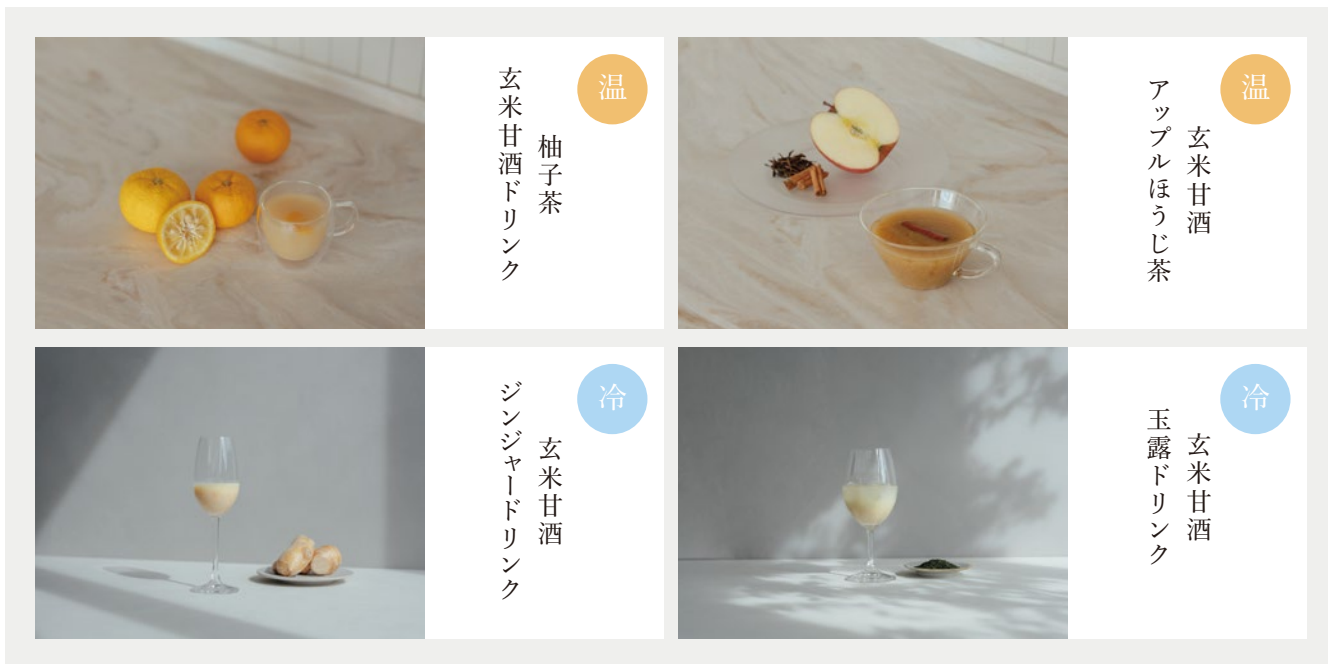 温
柚子茶
玄米甘酒ドリンク
温
玄米甘酒
アップルほうじ茶
冷
玄米甘酒
ジンジャードリンク
冷
玄米甘酒
玉露ドリンク